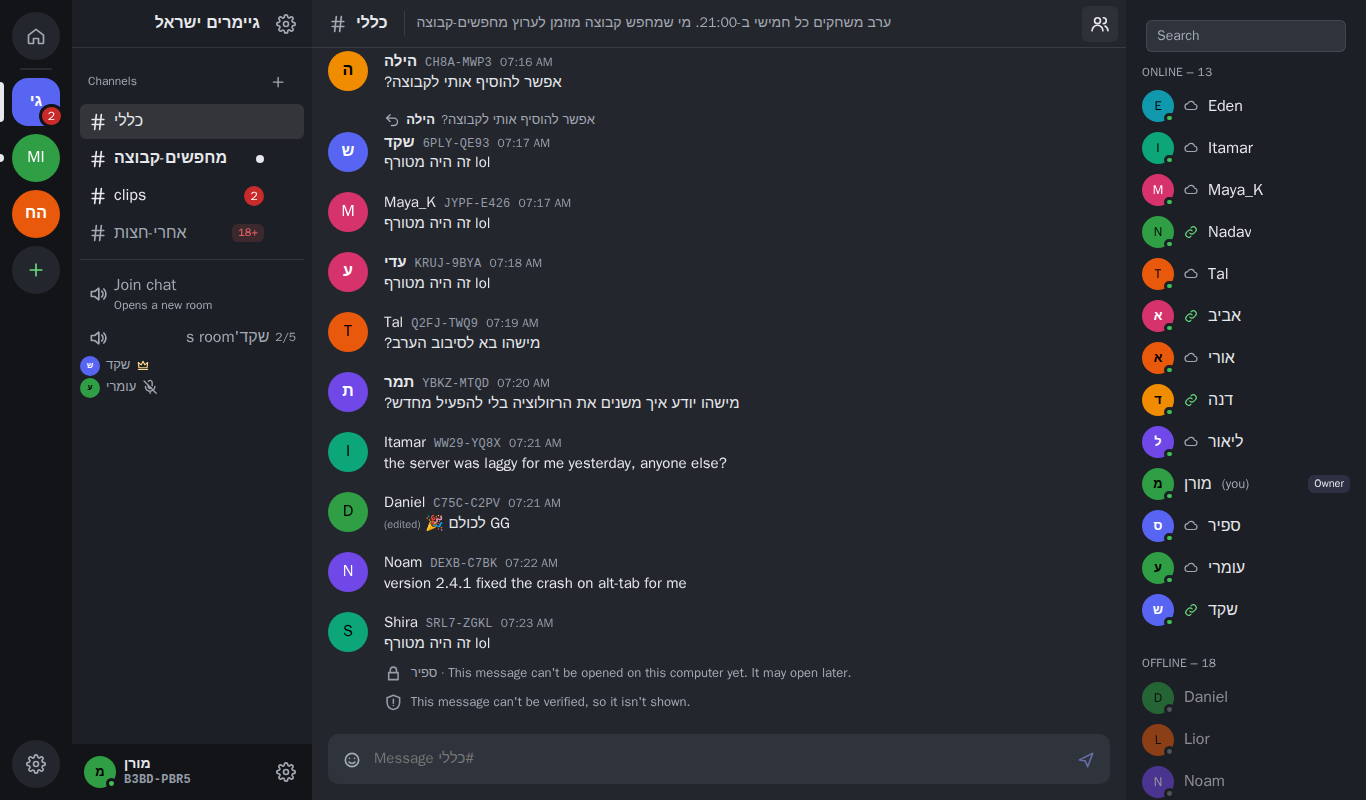 גי
2
MI
הח
גיימרים ישראל
Channels
כללי
מחפשים-קבוצה
clips
2
אחרי-חצות
18+
Join chat
Opens a new room
שקד's room
2/5
ש
שקד
ע
עומרי
מ
מורן
B3BD-PBR5
# כללי
ערב משחקים כל חמישי ב-21:00. מי שמחפש קבוצה מוזמן לערוץ מחפשים-קבוצה
ה
הילה CH8A-MWP3 07:16 AM
אפשר להוסיף אותי לקבוצה?
הילה אפשר להוסיף אותי לקבוצה?
ש
שקד 6PLY-QE93 07:17 AM
זה היה מטורף lol
M
Maya_K JYPF-E426 07:17 AM
זה היה מטורף lol
ע
עדי KRUJ-9BYA 07:18 AM
זה היה מטורף lol
T
Tal Q2FJ-TWQ9 07:19 AM
מישהו בא לסיבוב הערב?
ת
תמר YBKZ-MTQD 07:20 AM
מישהו יודע איך משנים את הרזולוציה בלי להפעיל מחדש?
I
Itamar WW29-YQ8X 07:21 AM
the server was laggy for me yesterday, anyone else?
D
Daniel C75C-C2PV 07:21 AM
GG לכולם 🎉 (edited)
N
Noam DEXB-C7BK 07:22 AM
version 2.4.1 fixed the crash on alt-tab for me
S
Shira SRL7-ZGKL 07:23 AM
זה היה מטורף lol
ספיר · This message can't be opened on this computer yet. It may open later.
This message can't be verified, so it isn't shown.
Message #כללי
Search
ONLINE — 13
E
Eden
I
Itamar
M
Maya_K
N
Nadav
T
Tal
א
אביב
א
אורי
ד
דנה
ל
ליאור
מ
מורן (you) Owner
ס
ספיר
ע
עומרי
ש
שקד
OFFLINE — 18
D
Daniel
L
Lior
N
Noam